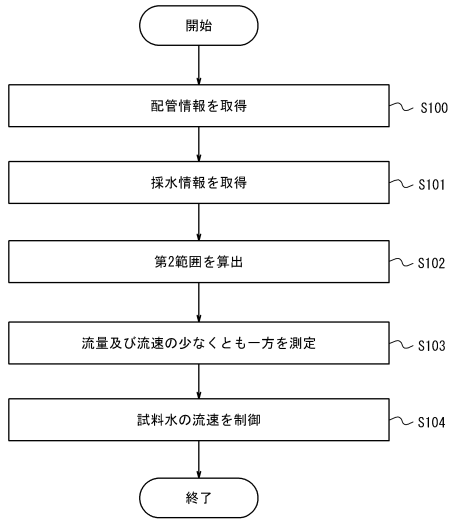 開始
配管情報を取得
S100
採水情報を取得
S101
第2範囲を算出
S102
流量及び流速の少なくとも一方を測定
S103
試料水の流速を制御
S104
終了